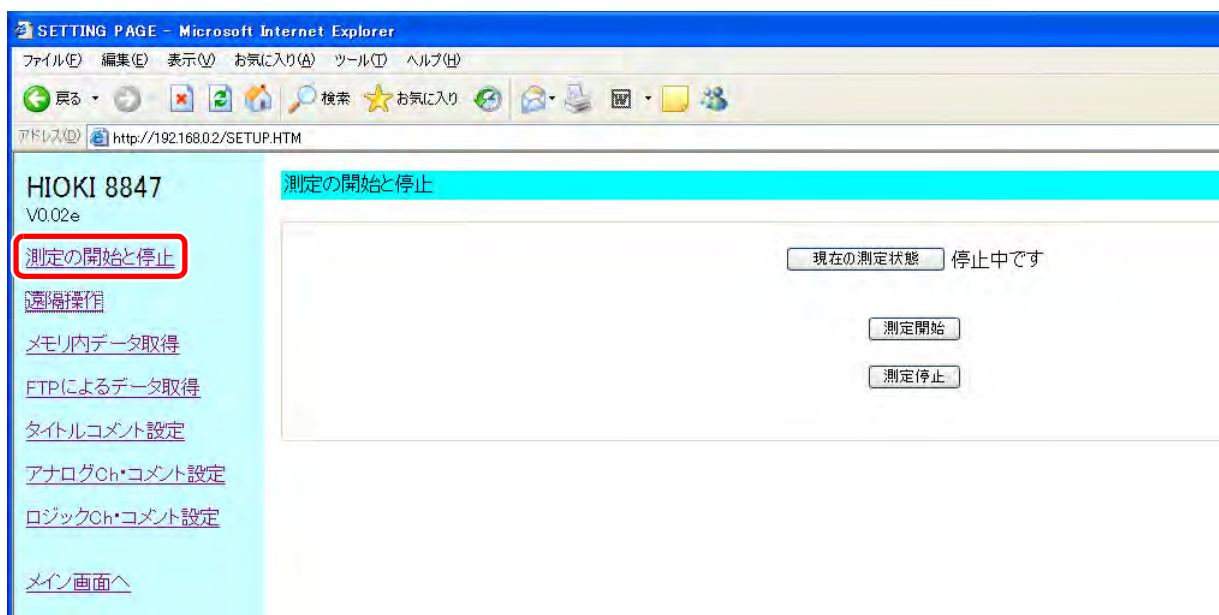 SETTING PAGE - Microsoft Internet Explorer
ファイル(F) 編集(E) 表示(V) お気に入り(A) ツール(T) ヘルプ(H)
戻る 検索 お気に入り
アドレス(D) http://192.168.0.2/SETUP.HTM
HIOKI 8847
V0.02e
測定の開始と停止
遠隔操作
メモリ内データ取得
FTPによるデータ取得
タイトルコメント設定
アナログCh・コメント設定
ロジックCh・コメント設定
メイン画面へ
測定の開始と停止
現在の測定状態 停止中です
測定開始
測定停止